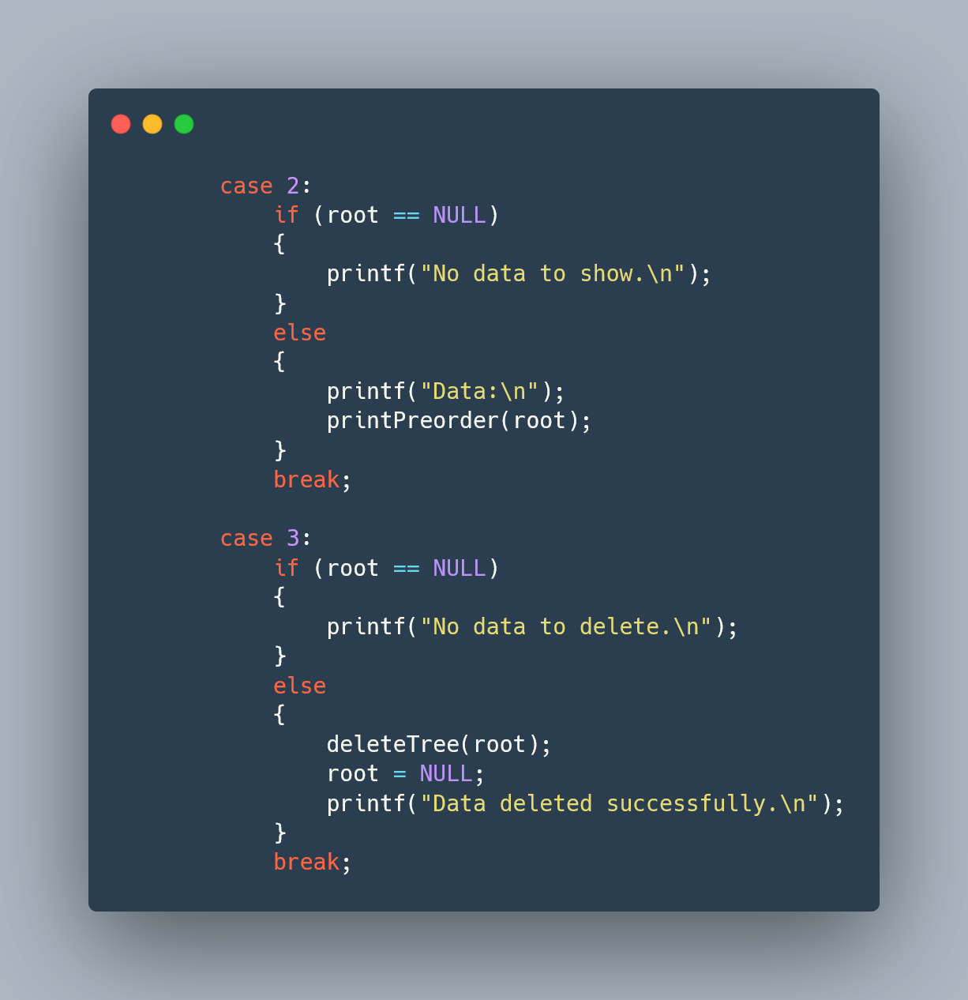 case 2:
    if (root == NULL)
    {
        printf("No data to show.\n");
    }
    else
    {
        printf("Data:\n");
        printPreorder(root);
    }
    break;

case 3:
    if (root == NULL)
    {
        printf("No data to delete.\n");
    }
    else
    {
        deleteTree(root);
        root = NULL;
        printf("Data deleted successfully.\n");
    }
    break;